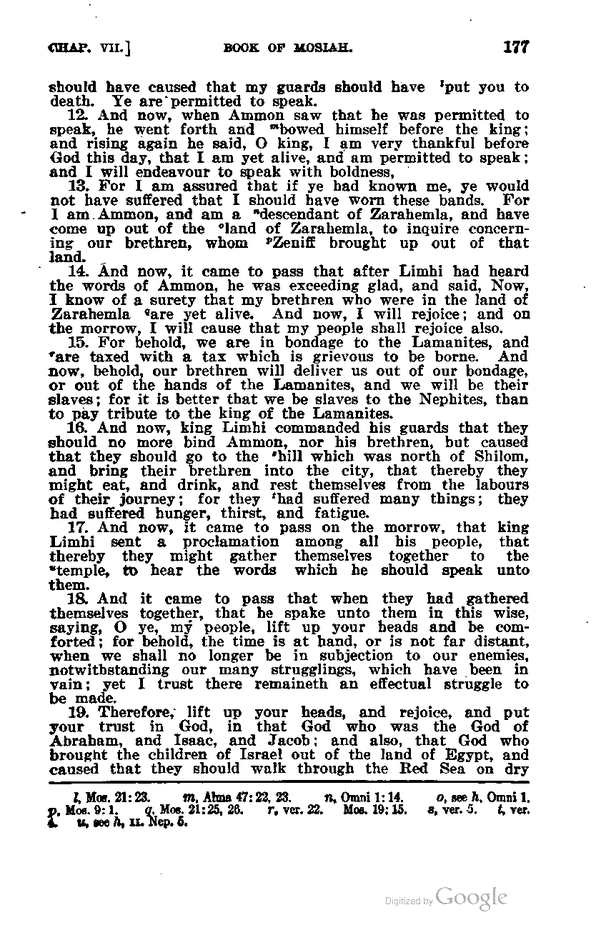 CHAP. VII.] BOOK OF MOSIAH. 177
should have caused that my guards should have ˡput you to
death. Ye are permitted to speak.
12. And now, when Ammon saw that he was permitted to
speak, he went forth and ᵐbowed himself before the king;
and rising again he said, O king, I am very thankful before
God this day, that I am yet alive, and am permitted to speak;
and I will endeavour to speak with boldness,
13. For I am assured that if ye had known me, ye would
not have suffered that I should have worn these bands. For
I am Ammon, and am a ⁿdescendant of Zarahemla, and have
come up out of the ᵒland of Zarahemla, to inquire concern-
ing our brethren, whom ᵖZeniff brought up out of that
land.
14. And now, it came to pass that after Limhi had heard
the words of Ammon, he was exceeding glad, and said, Now,
I know of a surety that my brethren who were in the land of
Zarahemla qare yet alive. And now, I will rejoice; and on
the morrow, I will cause that my people shall rejoice also.
15. For behold, we are in bondage to the Lamanites, and
ʳare taxed with a tax which is grievous to be borne. And
now, behold, our brethren will deliver us out of our bondage,
or out of the hands of the Lamanites, and we will be their
slaves; for it is better that we be slaves to the Nephites, than
to pay tribute to the king of the Lamanites.
16. And now, king Limhi commanded his guards that they
should no more bind Ammon, nor his brethren, but caused
that they should go to the ˢhill which was north of Shilom,
and bring their brethren into the city, that thereby they
might eat, and drink, and rest themselves from the labours
of their journey; for they ᵗhad suffered many things; they
had suffered hunger, thirst, and fatigue.
17. And now, it came to pass on the morrow, that king
Limhi sent a proclamation among all his people, that
thereby they might gather themselves together to the
ᵘtemple, to hear the words which he should speak unto
them.
18. And it came to pass that when they had gathered
themselves together, that he spake unto them in this wise,
saying, O ye, my people, lift up your heads and be com-
forted; for behold, the time is at hand, or is not far distant,
when we shall no longer be in subjection to our enemies,
notwithstanding our many strugglings, which have been in
vain; yet I trust there remaineth an effectual struggle to
be made.
19. Therefore, lift up your heads, and rejoice, and put
your trust in God, in that God who was the God of
Abraham, and Isaac, and Jacob; and also, that God who
brought the children of Israel out of the land of Egypt, and
caused that they should walk through the Red Sea on dry
l, Mos. 21:23. m, Alma 47:22, 23. n, Omni 1:14. o, see h, Omni 1.
p, Mos. 9:1. q, Mos. 21:25, 26. r, ver. 22. Mos. 19:15. s, ver. 5. t, ver.
u, see h, II. Nep. 5.
Digitized by Google